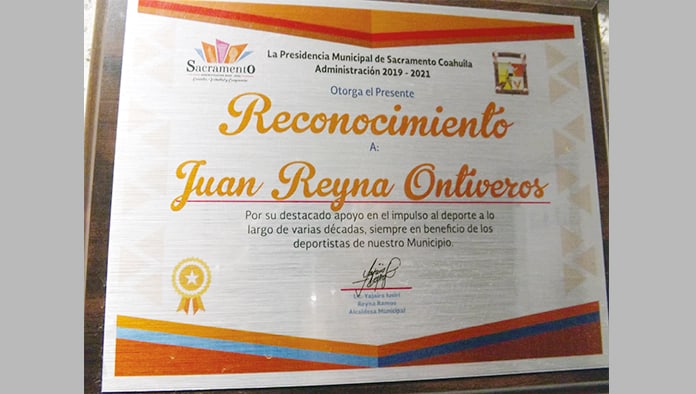 Sacramento
La Presidencia Municipal de Sacramento Coahuila
Administración 2019 - 2021
Otorga el Presente
Reconocimiento
A:
Juan Reyna Ontiveros
Por su destacado apoyo en el impulso al deporte a lo
largo de varias décadas, siempre en beneficio de los
deportistas de nuestro Municipio.
Lic. Yajaira
Reyna Ramos
Alcaldesa Municipal